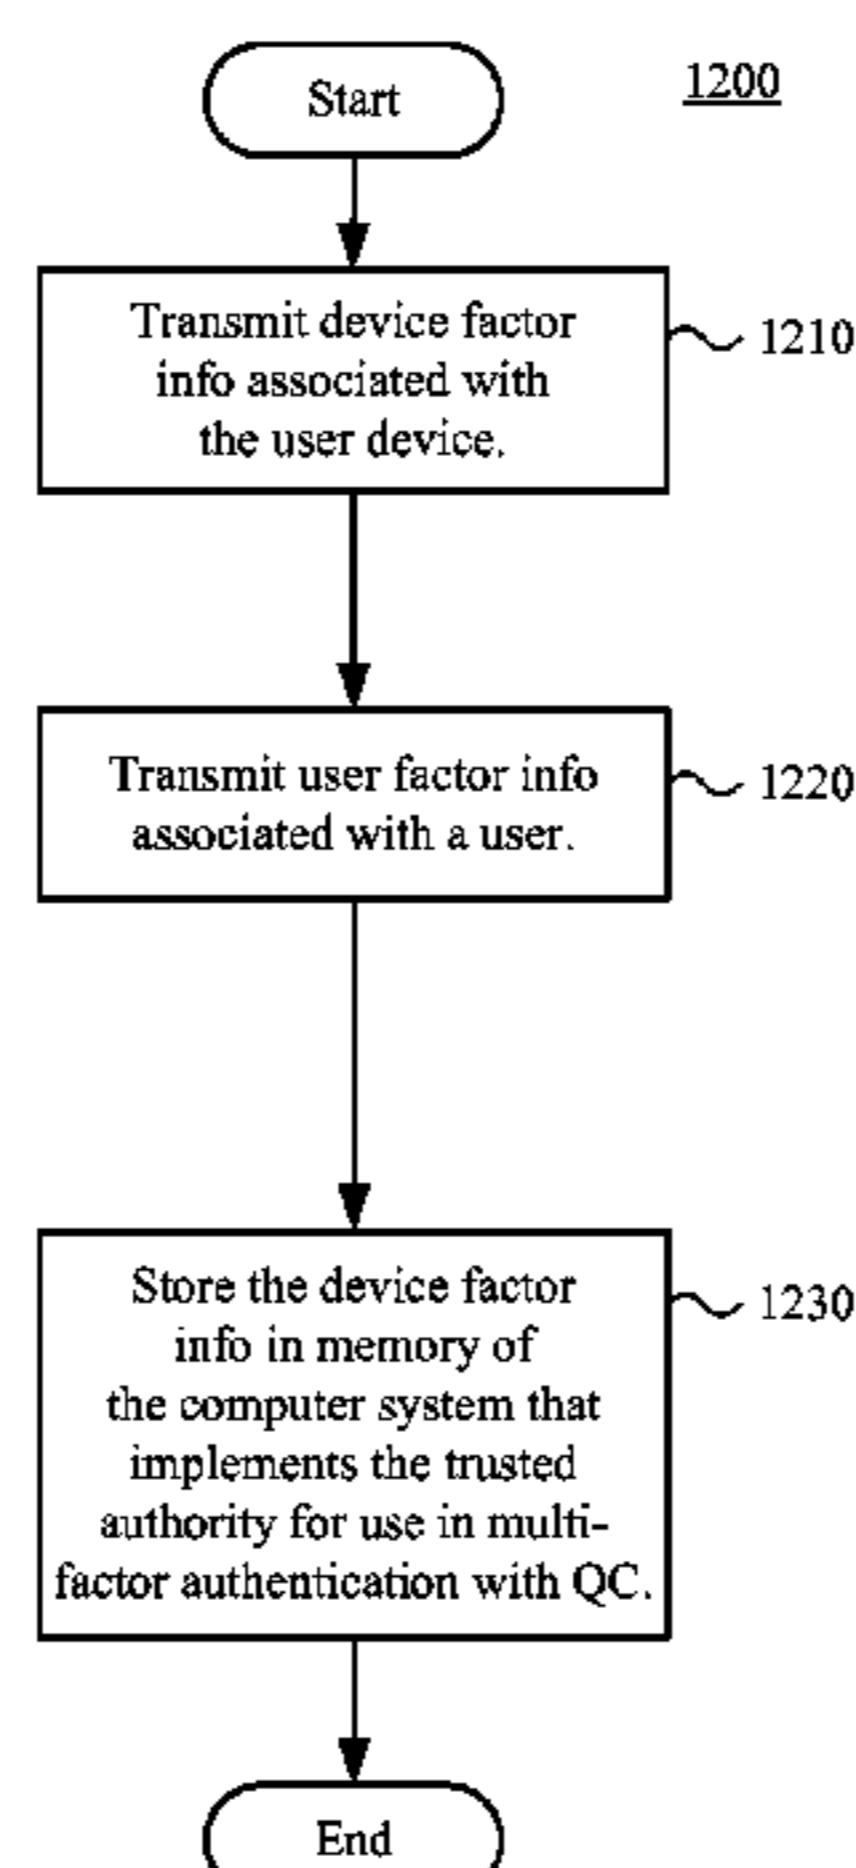 Start
1200
Transmit device factor
info associated with
the user device.
1210
Transmit user factor info
associated with a user.
1220
Store the device factor
info in memory of
the computer system that
implements the trusted
authority for use in multi-
factor authentication with QC.
1230
End